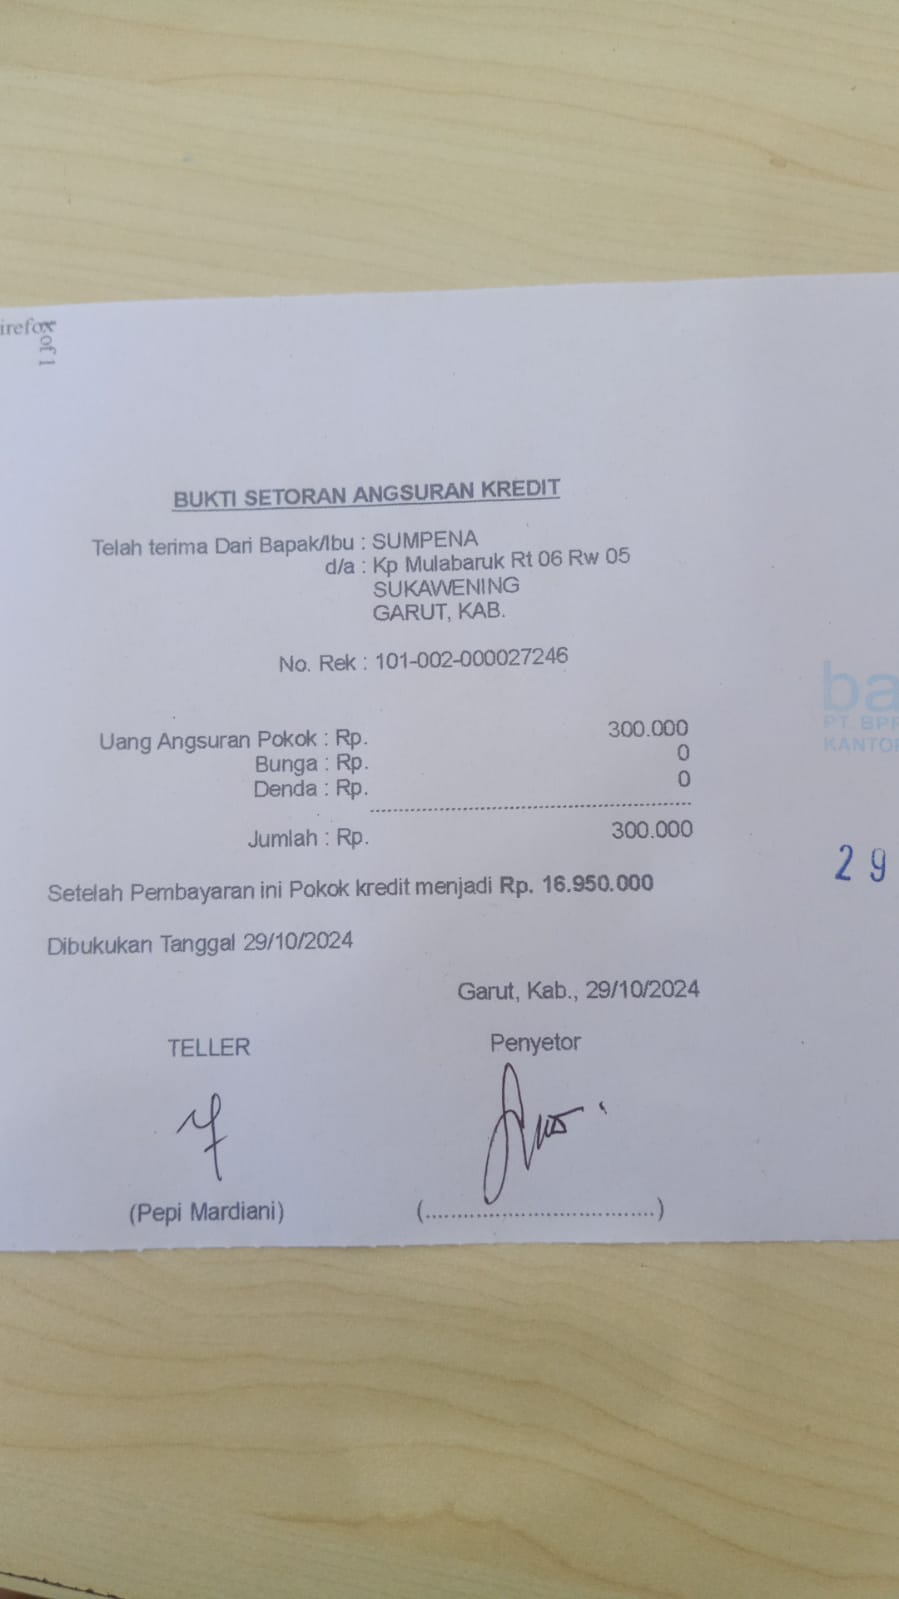 irefox
of 1
BUKTI SETORAN ANGSURAN KREDIT
Telah terima Dari Bapak/Ibu : SUMPENA
d/a : Kp Mulabaruk Rt 06 Rw 05
SUKAWENING
GARUT, KAB.
No. Rek : 101-002-000027246
ba
PT. BPR
KANTOR
Uang Angsuran Pokok : Rp. 300.000
Bunga : Rp. 0
Denda : Rp. 0
Jumlah : Rp. 300.000
29
Setelah Pembayaran ini Pokok kredit menjadi Rp. 16.950.000
Dibukukan Tanggal 29/10/2024
Garut, Kab., 29/10/2024
TELLER Penyetor
(Pepi Mardiani) (....................................)